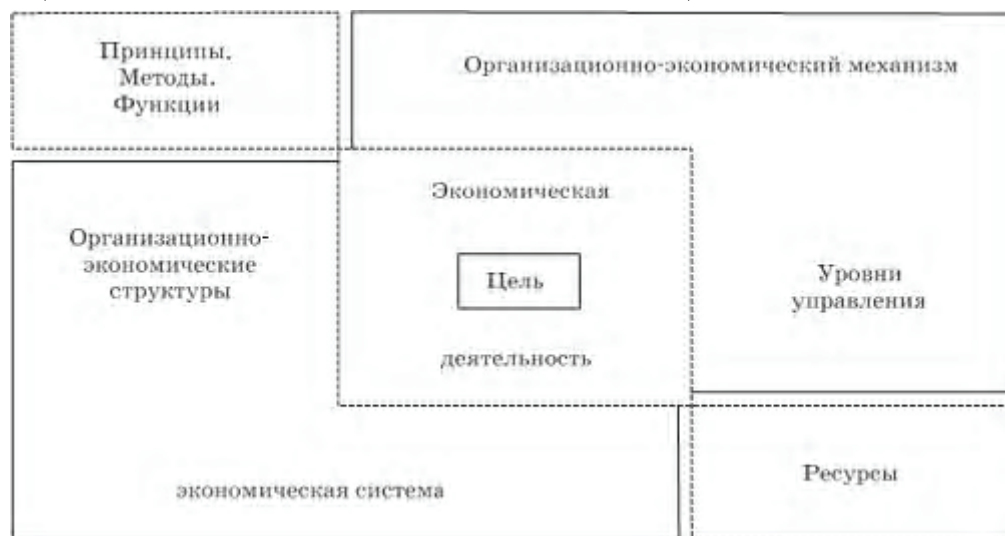 Принципы.
Методы.
Функции
Организационно-экономический механизм
Экономическая
Организационно-
экономические
структуры
Цель
Уровни
управления
деятельность
Ресурсы
экономическая система